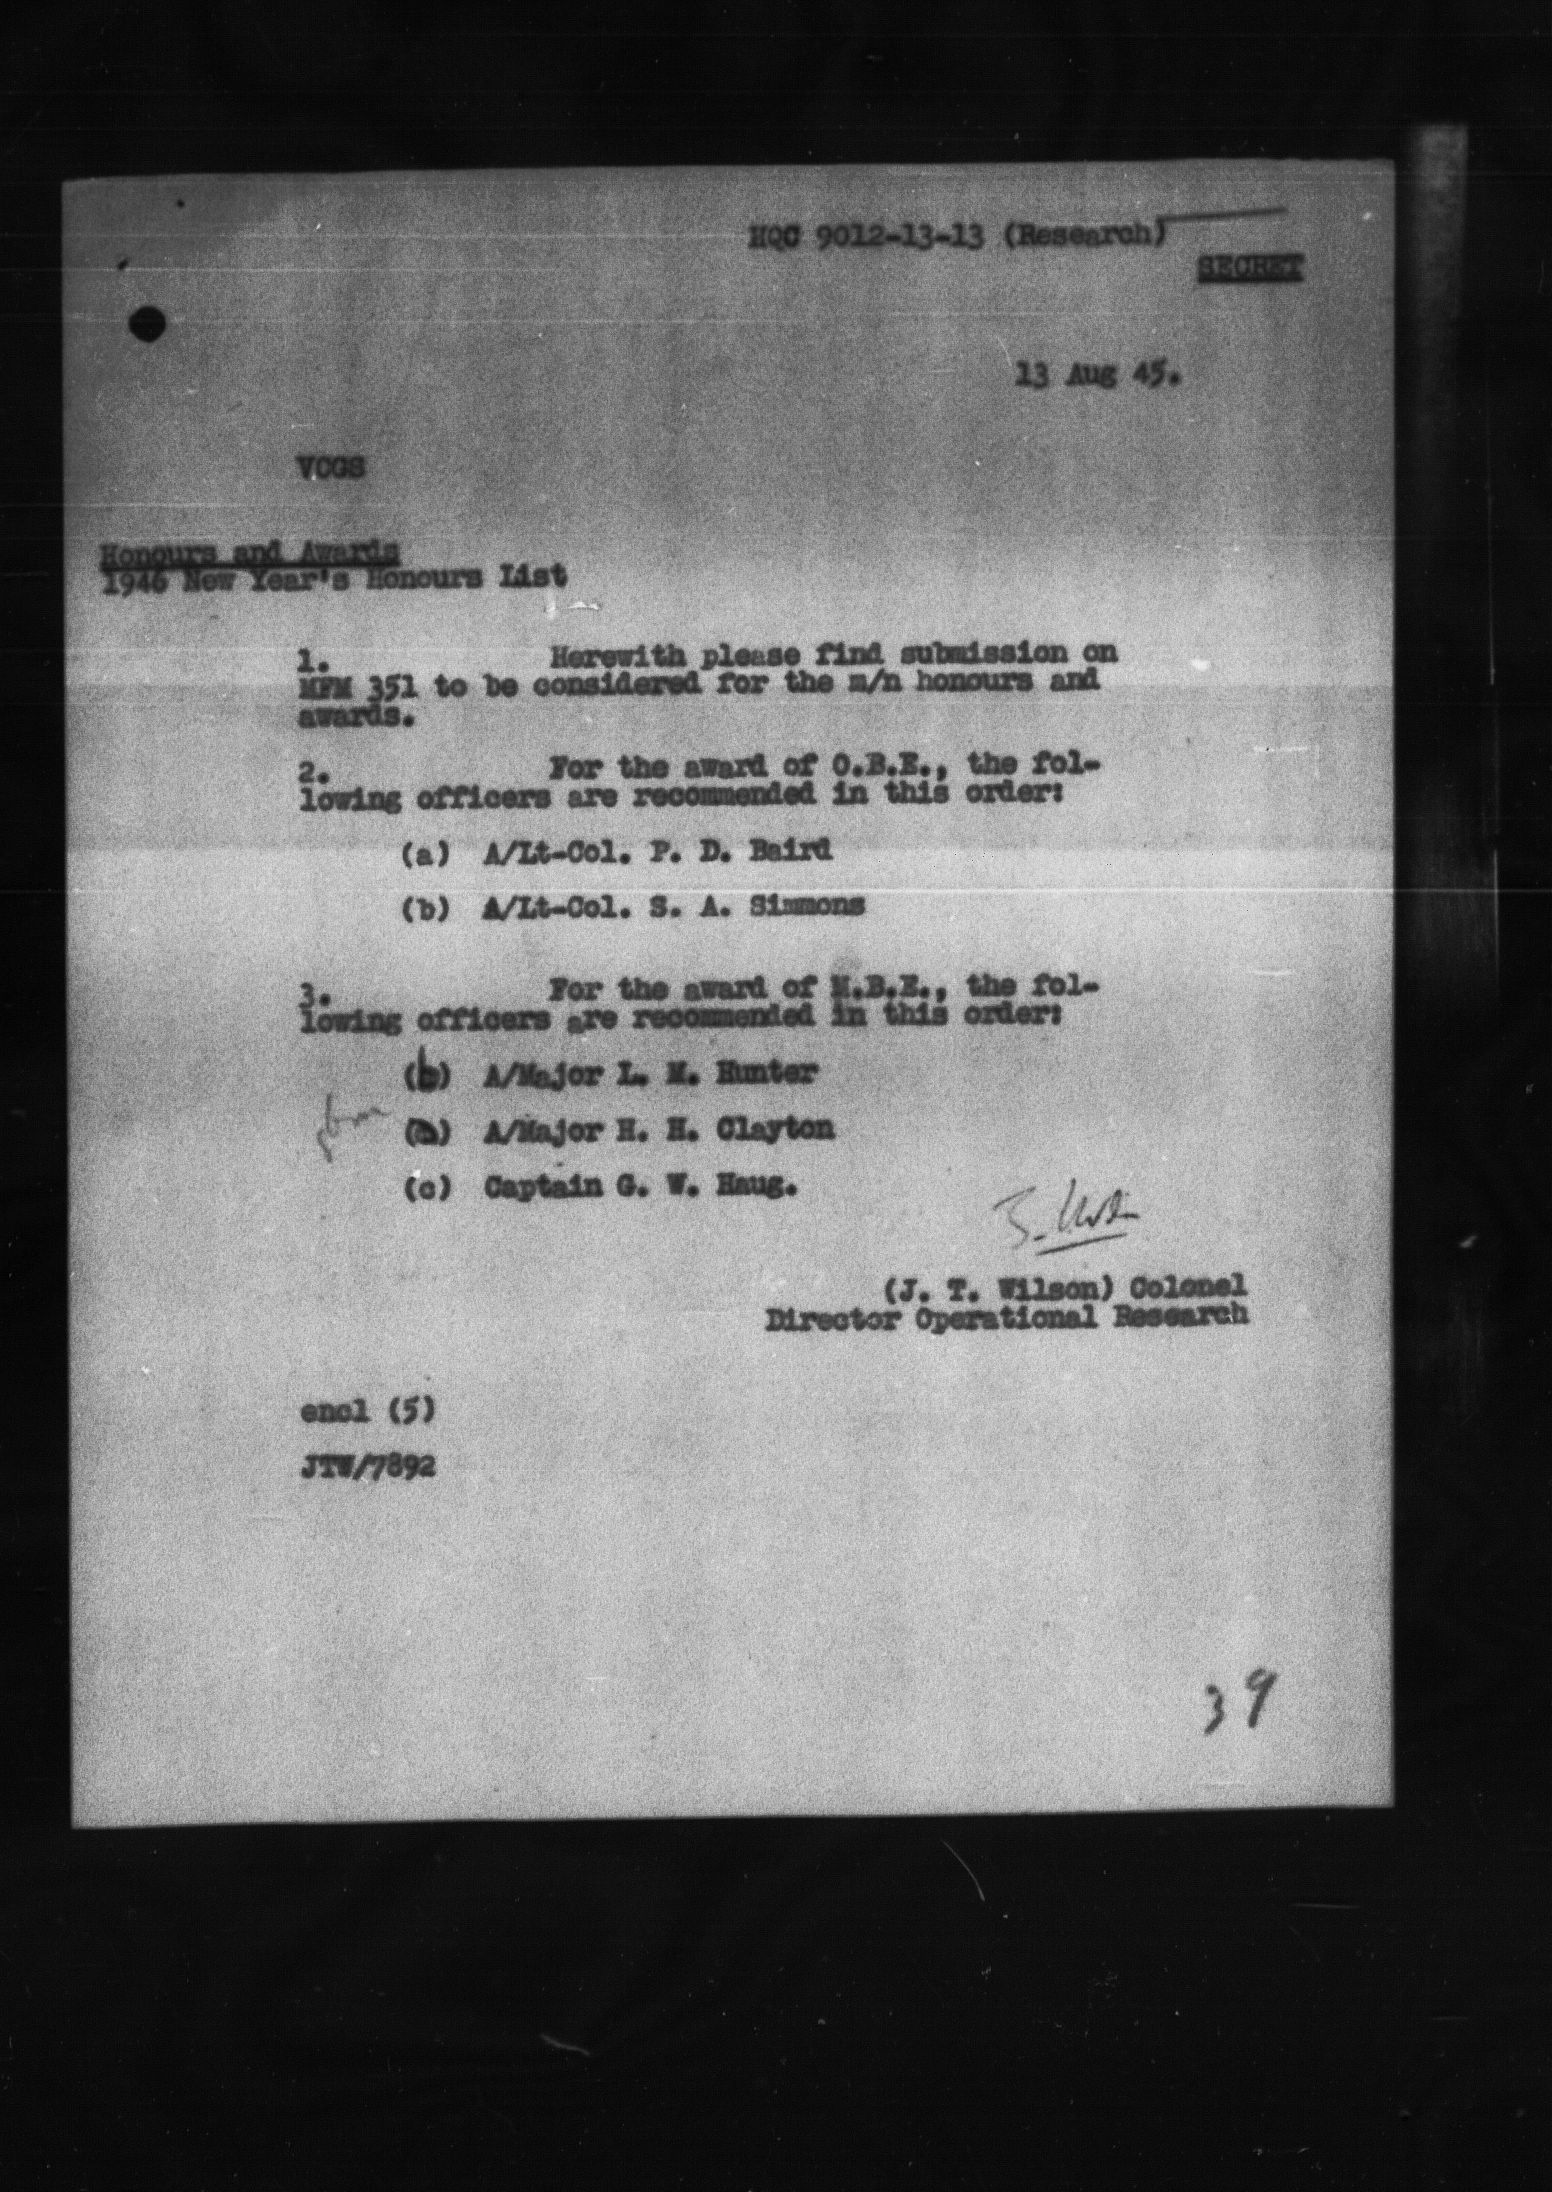 HQC 9012-13-13 (Research)
SECRET
13 Aug 45.
VCGS
Honours and Awards
1946 New Year's Honours List
1. Herewith please find submission on
MFM 351 to be considered for the m/n honours and
awards.
2. For the award of O.B.E., the fol-
lowing officers are recommended in this order:
(a) A/Lt-Col. P. D. Baird
(b) A/Lt-Col. S. A. Simmons
3. For the award of M.B.E., the fol-
lowing officers are recommended in this order:
(b) A/Major L. M. Hunter
(a) A/Major H. H. Clayton
(c) Captain G. W. Haug.
(J. T. Wilson) Colonel
Director Operational Research
encl (5)
JTW/7892
39